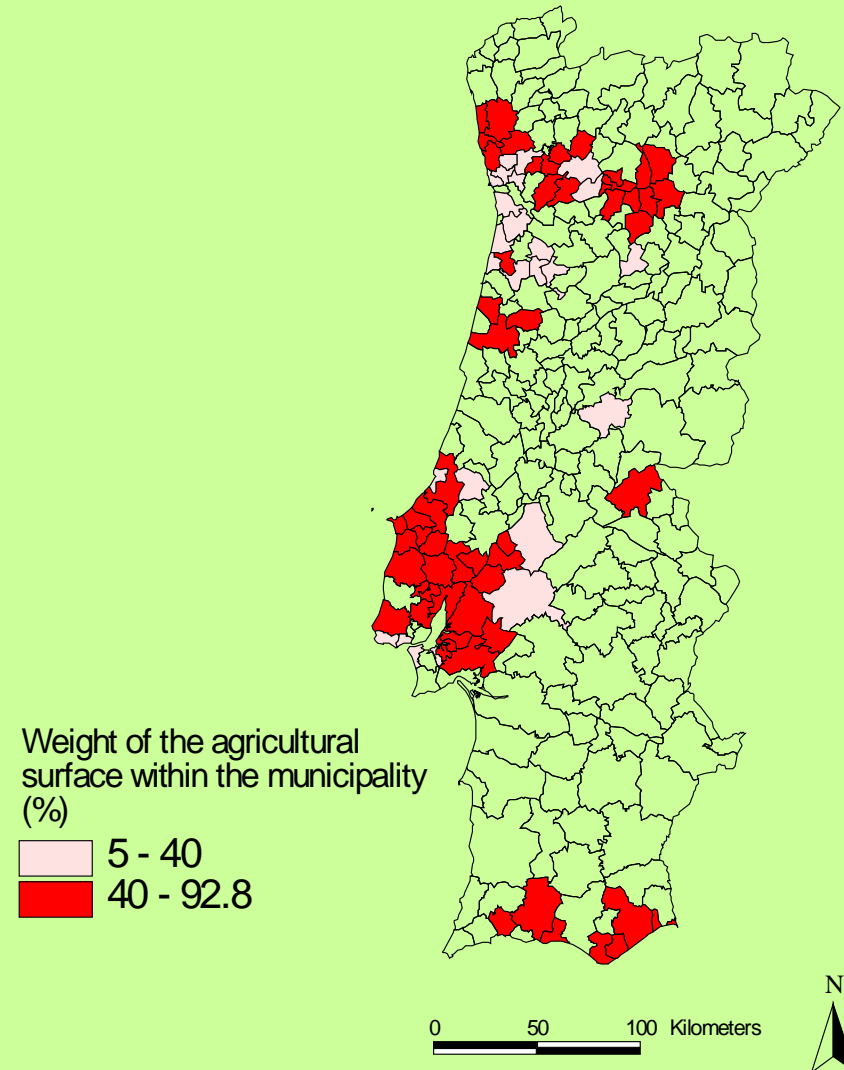 Weight of the agricultural
surface within the municipality
(%)
5 - 40
40 - 92.8
N
0 50 100 Kilometers